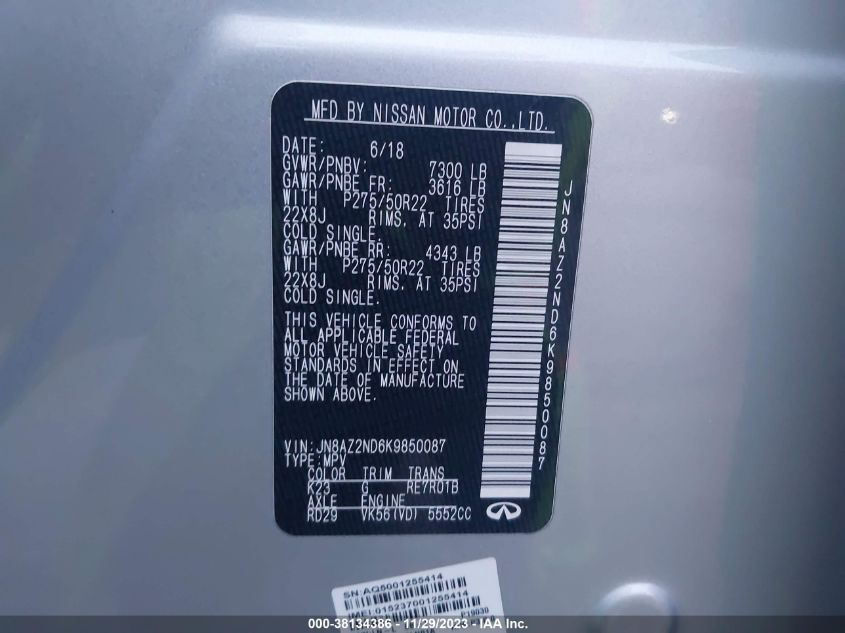 MFD BY NISSAN MOTOR CO.,LTD.
DATE: 6/18
GVWR/PNBV: 7300 LB
GAWR/PNBE FR: 3616 LB
WITH P275/50R22 TIRES
22X8J RIMS, AT 35PSI
COLD SINGLE.
GAWR/PNBE RR: 4343 LB
WITH P275/50R22 TIRES
22X8J RIMS, AT 35PSI
COLD SINGLE.
THIS VEHICLE CONFORMS TO
ALL APPLICABLE FEDERAL
MOTOR VEHICLE SAFETY
STANDARDS IN EFFECT ON
THE DATE OF MANUFACTURE
SHOWN ABOVE.
VIN:JN8AZ2ND6K9850087
TYPE:MPV
COLOR TRIM TRANS
K23 G RE7R01B
AXLE ENGINE
RD29 VK56(VD) 5552CC
JN8AZ2ND6K9850087
SN:AQ5001255414
IMEI:015237001255414
P19030
000-38134386 - 11/29/2023 - IAA Inc.